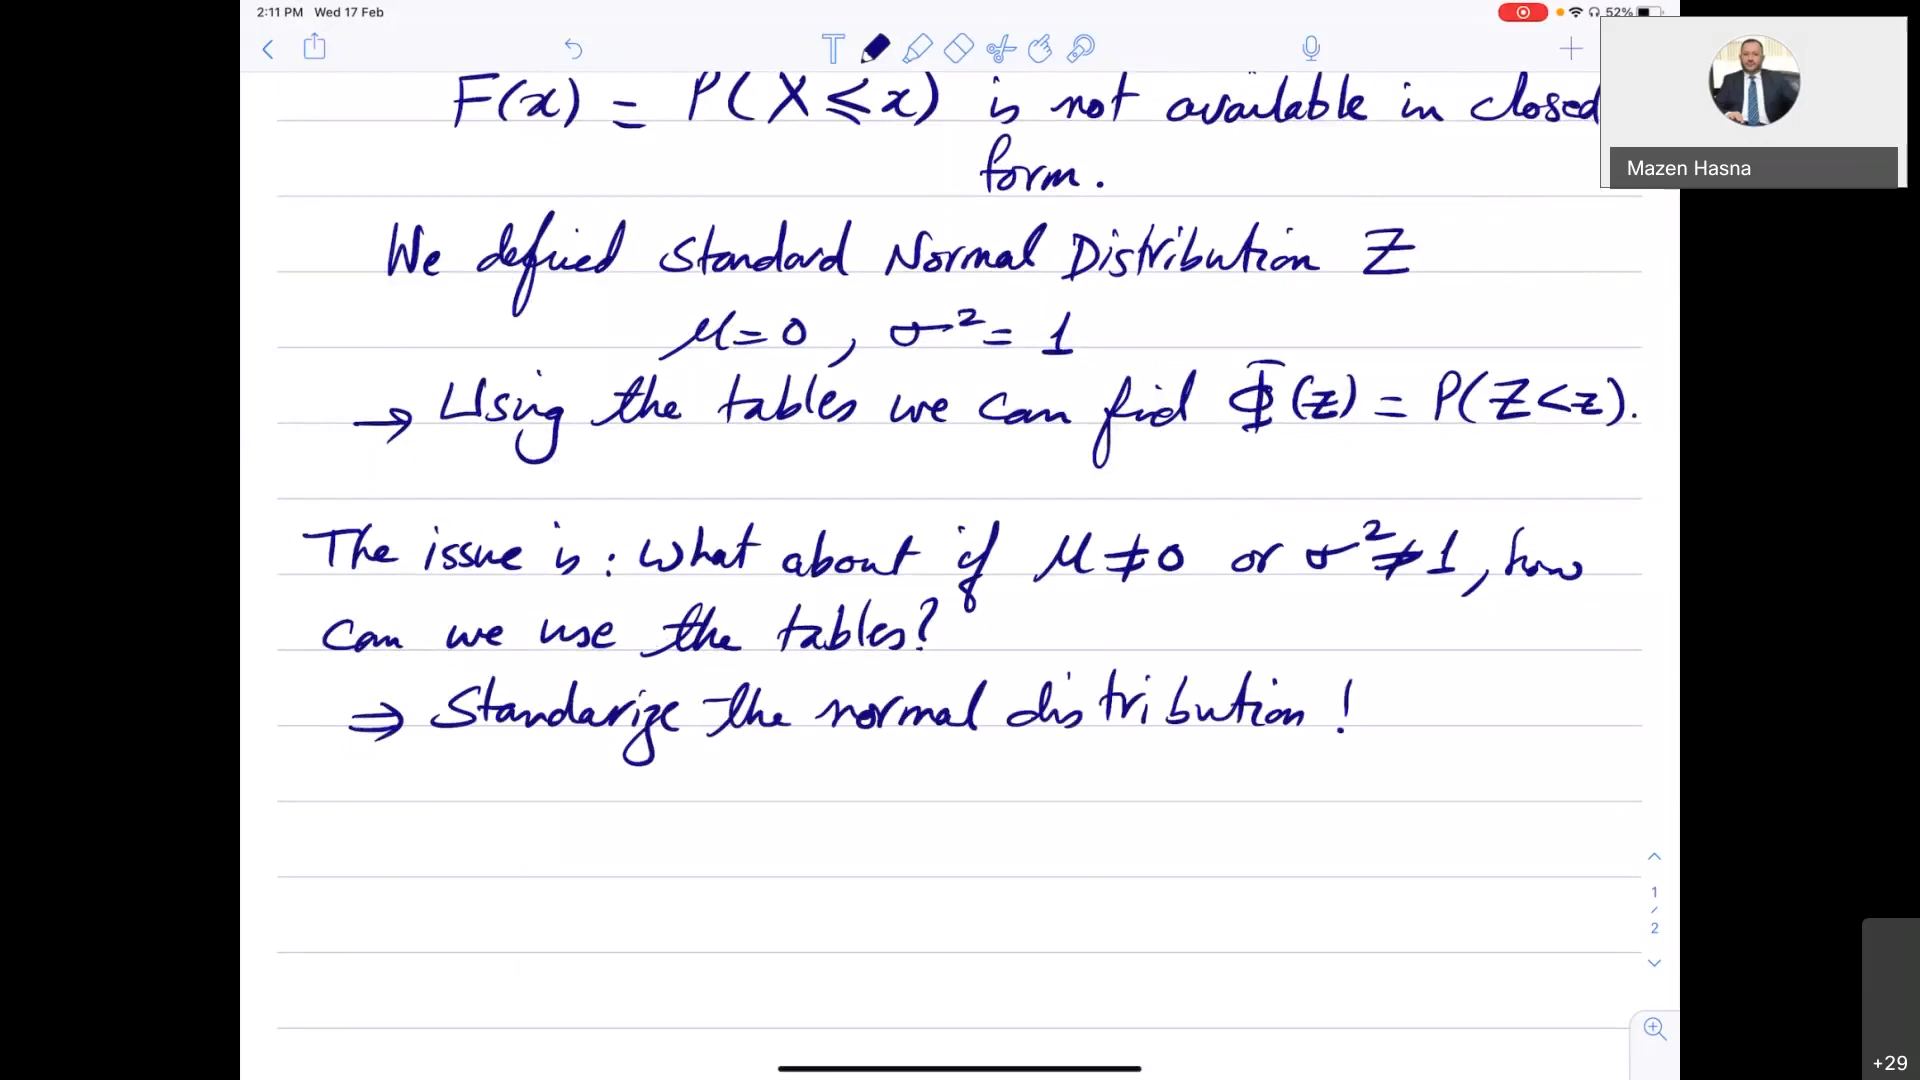 2:11 PM Wed 17 Feb
52%
F(x) = P(X ≤ x) is not available in closed
form.
We defined Standard Normal Distribution Z
μ=0, σ²= 1
→ Using the tables we can find Φ(z) = P(Z<z).
The issue is: What about if μ≠0 or σ²≠1, how
can we use the tables?
⇒ Standarize the normal distribution!
Mazen Hasna
1
/
2
+29